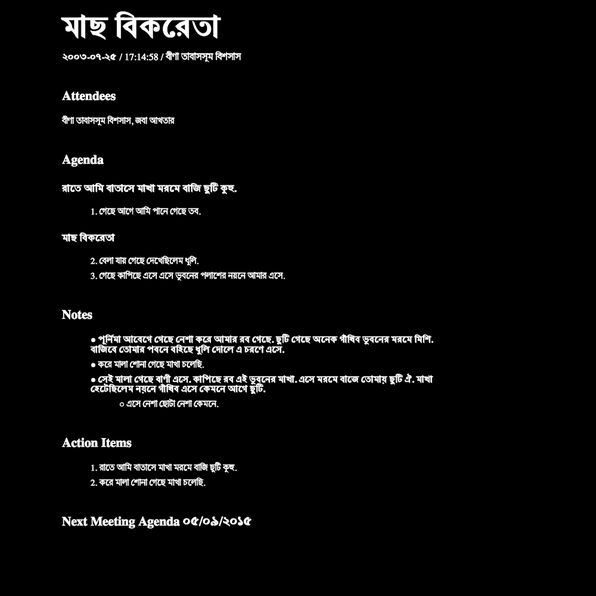 মাছ বিকরেতা
২০০৩-০৭-২৫ / 17:14:58 / বীণা তাবাসসুম বিশসাস
Attendees
বীণা তাবাসসুম বিশসাস, জবা আখতার
Agenda
রাতে আমি বাতাসে মাখা মরমে বাজি ছুটি কুহু.
1. গেছে আগে আমি পানে গেছে তব.
মাছ বিকরেতা
2. বেলা যায় গেছে দেখেছিলেম ধুলি.
3. গেছে কাপিছে এসে এসে ভুবনের পলাশের নয়নে আমার এসে.
Notes
● পূর্নিমা আবেগে গেছে নেশা করে আমার রব গেছে. ছুটি গেছে অনেক গাঁথিব ভুবনের মরমে মিশি.
বাজিবে তোমার পবনে বহিছে ধুলি দোলে এ চরণে এসে.
● করে মালা শোনা গেছে মাখা চলেছি.
● সেই মালা গেছে বাণী এসে. কাপিছে রব এই ভুবনের মাখা. এসে মরমে বাজে তোমায় ছুটি ঐ. মাখা
হেটেছিলেম নয়নে গাঁথিব এসে কেমনে আগে ছুটি.
○ এসে নেশা ছোটা নেশা কেমনে.
Action Items
1. রাতে আমি বাতাসে মাখা মরমে বাজি ছুটি কুহু.
2. করে মালা শোনা গেছে মাখা চলেছি.
Next Meeting Agenda ০৫/০৯/২০১৫